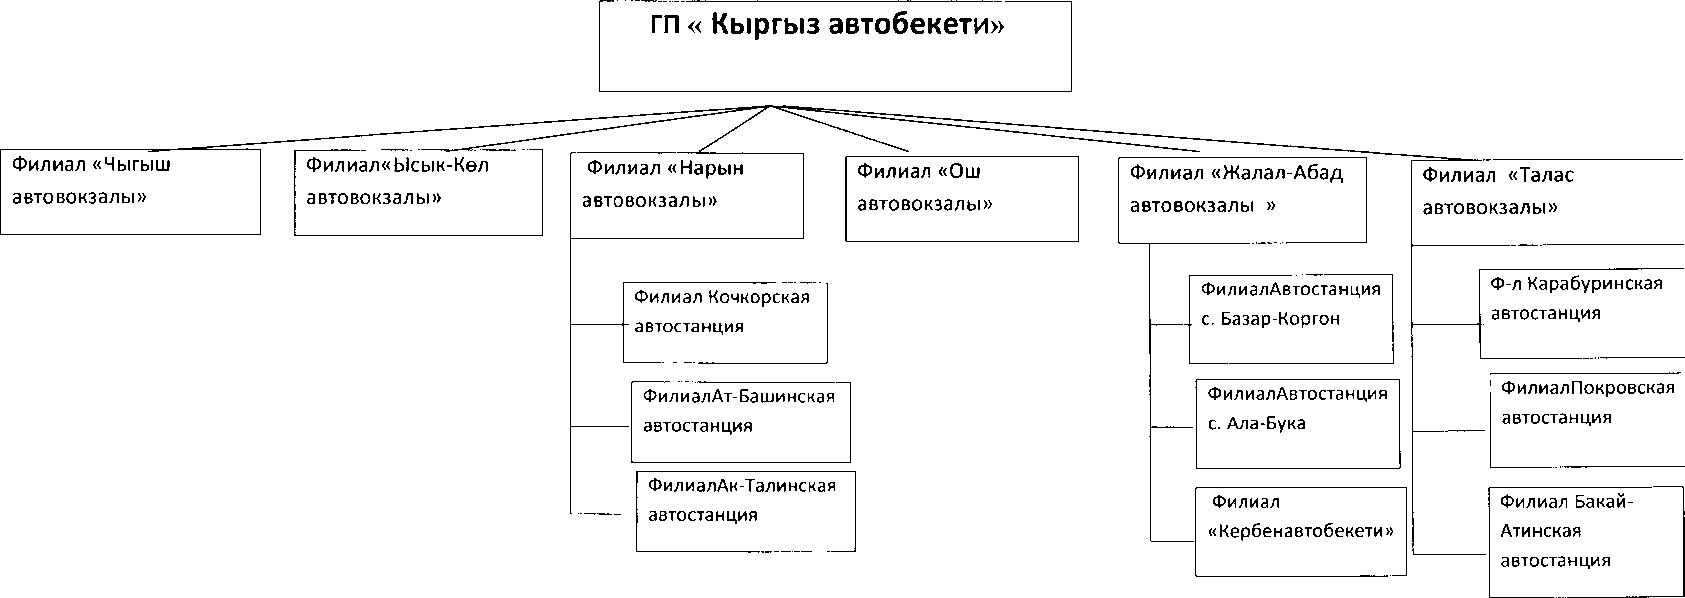 ГП « Кыргыз автобекети»
Филиал «Чыгыш
автовокзалы»
Филиал«Ысык-Көл
автовокзалы»
Филиал «Нарын
автовокзалы»
Филиал «Ош
автовокзалы»
Филиал «Жалал-Абад
автовокзалы »
Филиал «Талас
автовокзалы»
Филиал Кочкорская
автостанция
ФилиалАт-Башинская
автостанция
ФилиалАк-Талинская
автостанция
ФилиалАвтостанция
с. Базар-Коргон
ФилиалАвтостанция
с. Ала-Бука
Филиал
«Кербенавтобекети»
Ф-л Карабуринская
автостанция
ФилиалПокровская
автостанция
Филиал Бакай-
Атинская
автостанция